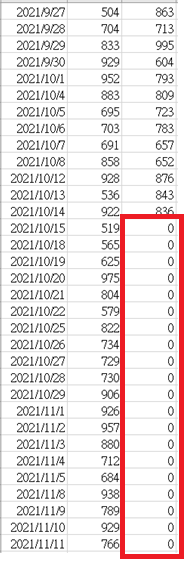 2021/9/27 504 863
2021/9/28 704 713
2021/9/29 833 995
2021/9/30 929 604
2021/10/1 952 793
2021/10/4 883 809
2021/10/5 695 723
2021/10/6 703 783
2021/10/7 691 657
2021/10/8 858 652
2021/10/12 928 876
2021/10/13 536 843
2021/10/14 922 836
2021/10/15 519 0
2021/10/18 565 0
2021/10/19 625 0
2021/10/20 975 0
2021/10/21 804 0
2021/10/22 579 0
2021/10/25 822 0
2021/10/26 734 0
2021/10/27 729 0
2021/10/28 730 0
2021/10/29 906 0
2021/11/1 926 0
2021/11/2 957 0
2021/11/3 880 0
2021/11/4 712 0
2021/11/5 684 0
2021/11/8 938 0
2021/11/9 789 0
2021/11/10 929 0
2021/11/11 766 0